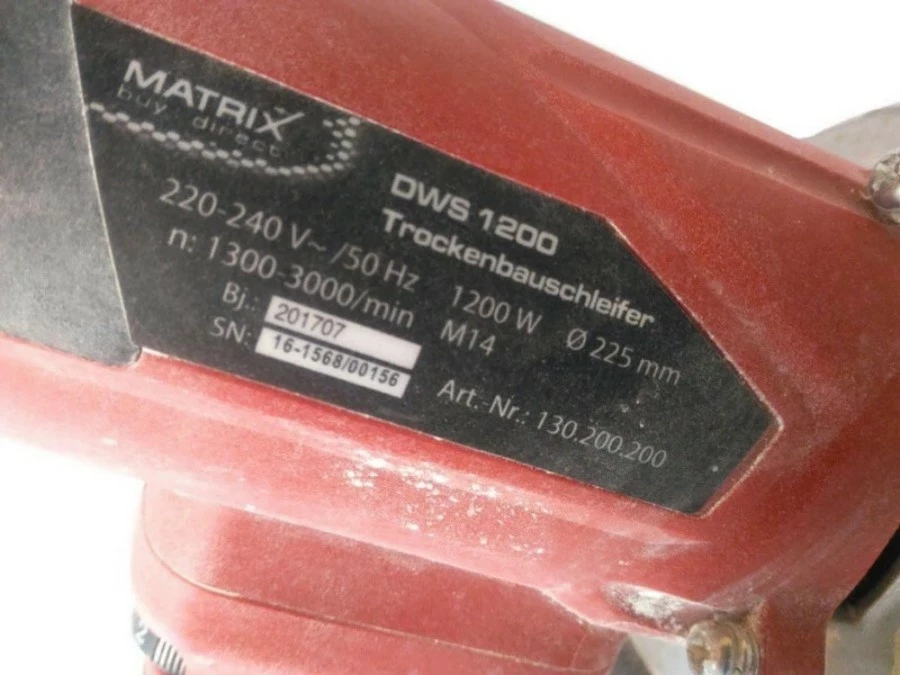 MATRIX
buy direct
DWS 1200
Trockenbauschleifer
220-240 V~ /50 Hz 1200 W Ø 225 mm
n: 1300-3000/min M14
Bj.: 201707
SN: 16-1568/00156
Art.-Nr.: 130.200.200
2